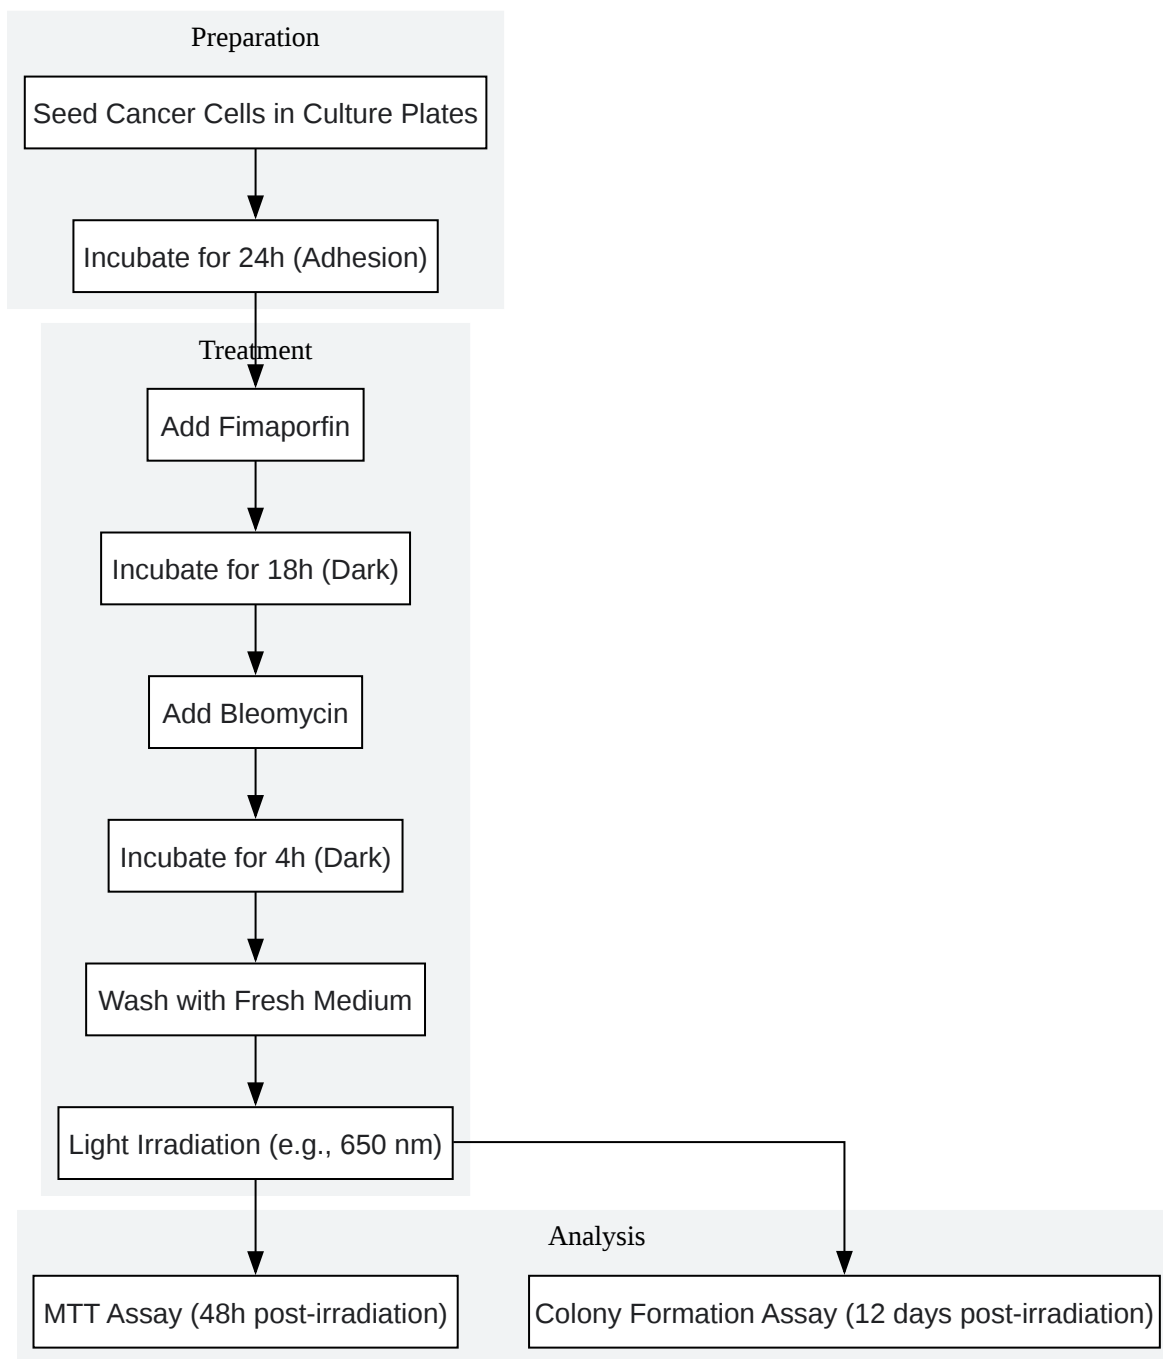 Preparation
Seed Cancer Cells in Culture Plates
Incubate for 24h (Adhesion)
Treatment
Add Fimaporfin
Incubate for 18h (Dark)
Add Bleomycin
Incubate for 4h (Dark)
Wash with Fresh Medium
Light Irradiation (e.g., 650 nm)
Analysis
MTT Assay (48h post-irradiation)
Colony Formation Assay (12 days post-irradiation)